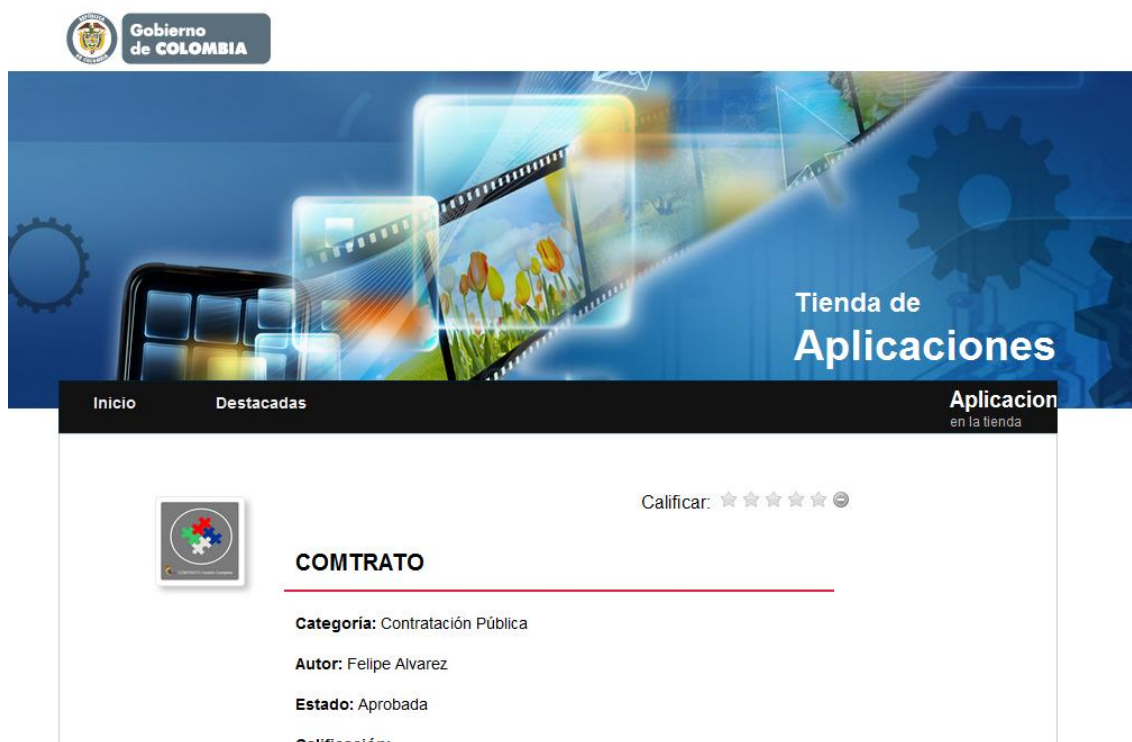 Gobierno
de COLOMBIA
Tienda de
Aplicaciones
Inicio Destacadas Aplicacion
en la tienda
Calificar:
COMTRATO
Categoría: Contratación Pública
Autor: Felipe Alvarez
Estado: Aprobada